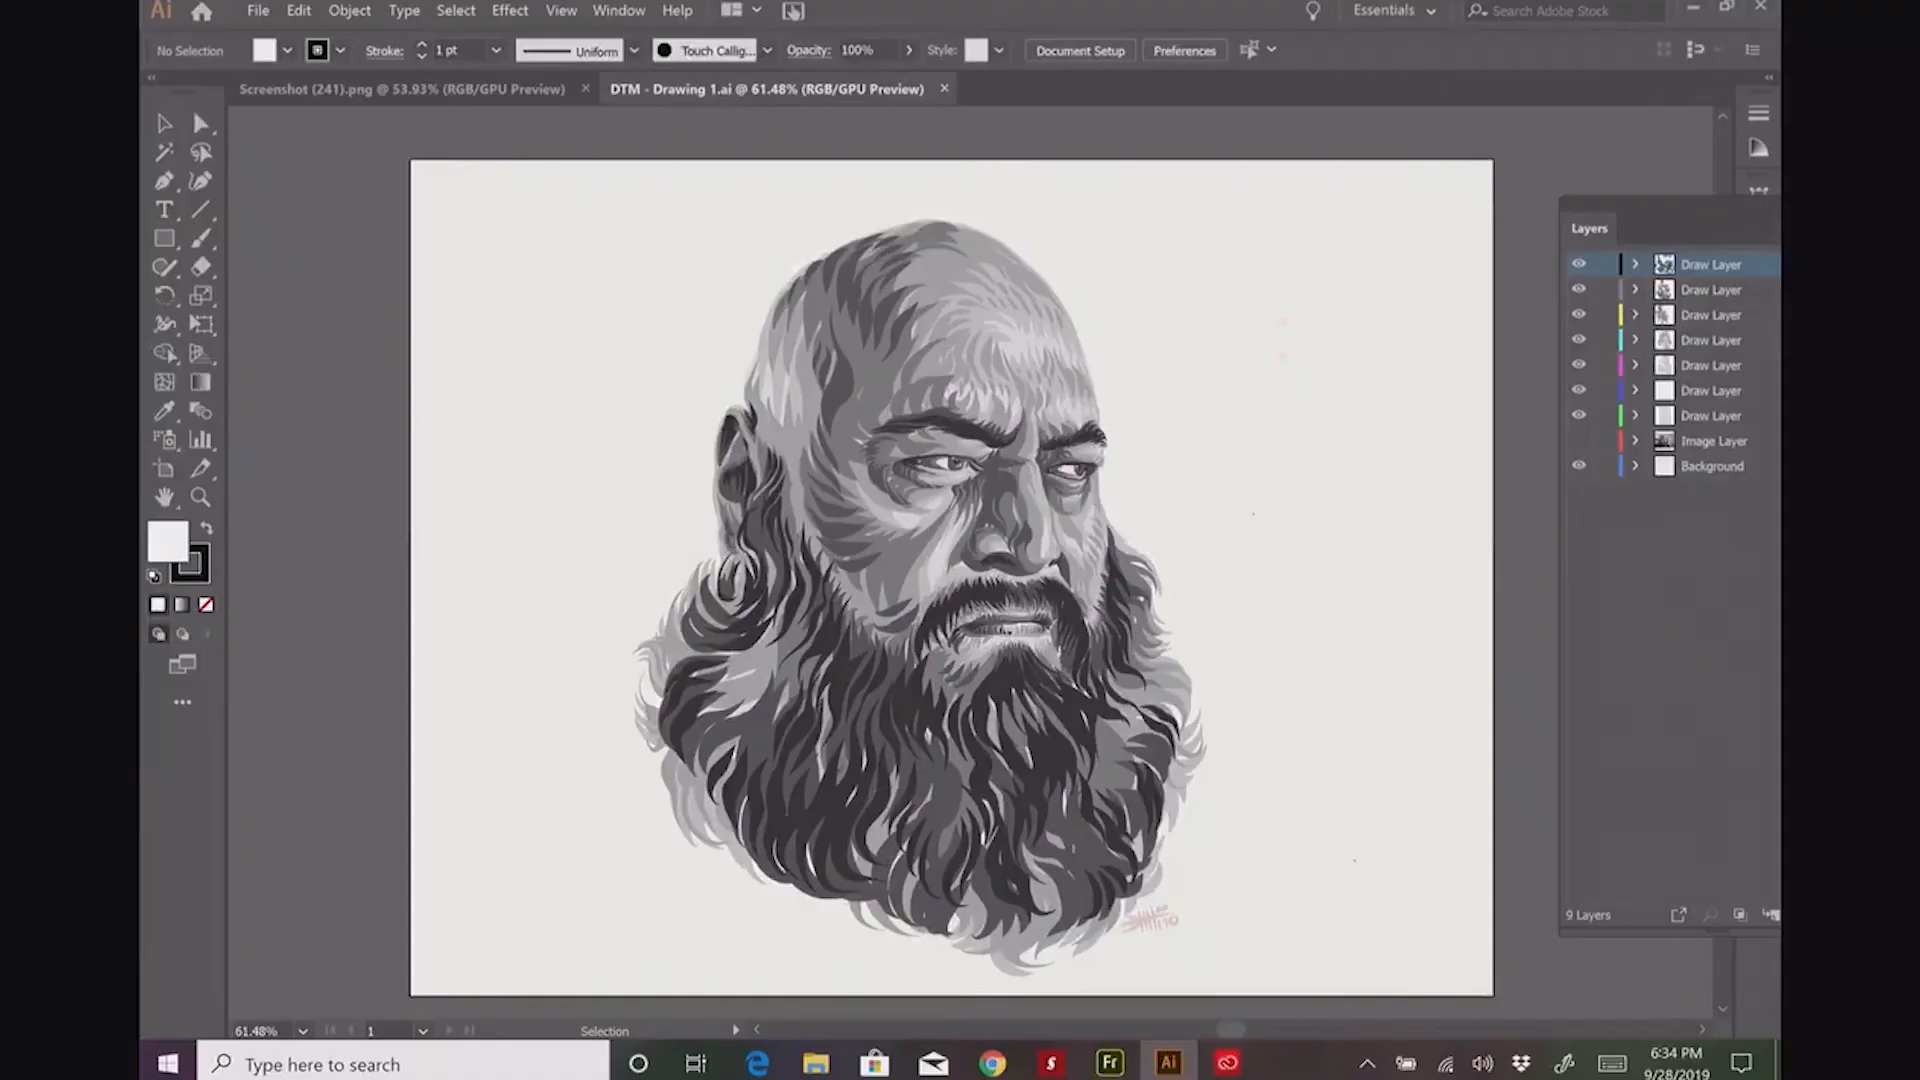 Ai File Edit Object Type Select Effect View Window Help Essentials Search Adobe Stock
No Selection Stroke: 1 pt Uniform Touch Callig... Opacity: 100% Style: Document Setup Preferences
Screenshot (241).png @ 53.93% (RGB/GPU Preview) DTM - Drawing 1.ai @ 61.48% (RGB/GPU Preview)
Layers
Draw Layer
Draw Layer
Draw Layer
Draw Layer
Draw Layer
Draw Layer
Draw Layer
Image Layer
Background
9 Layers
61.48% 1 Selection
Type here to search
Fr
Ai
6:34 PM
9/28/2019